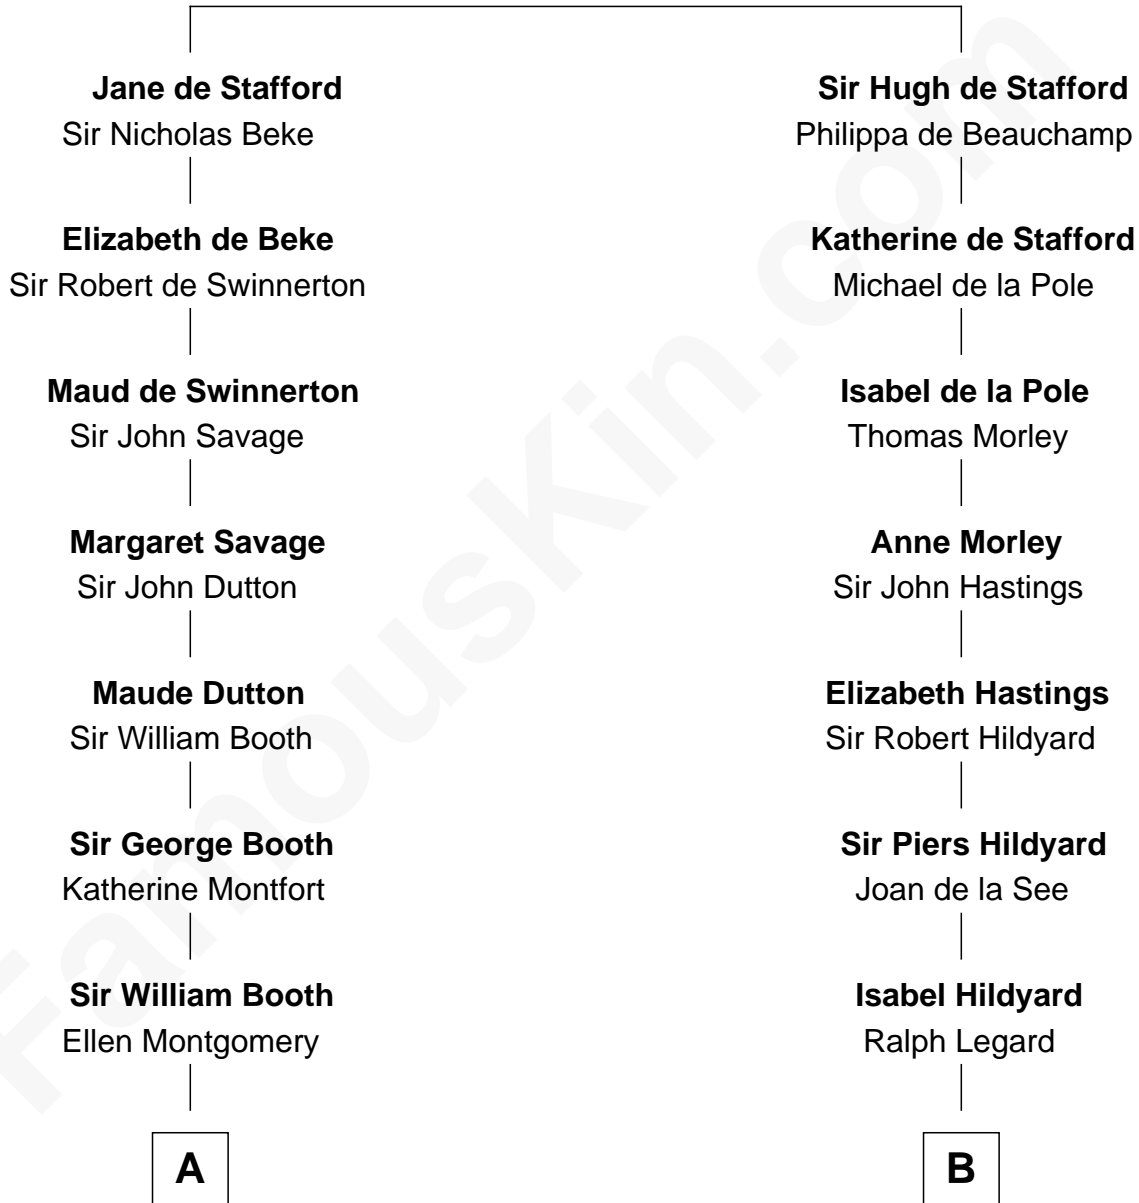 Jane de Stafford
Sir Nicholas Beke
Elizabeth de Beke
Sir Robert de Swinnerton
Maud de Swinnerton
Sir John Savage
Margaret Savage
Sir John Dutton
Maude Dutton
Sir William Booth
Sir George Booth
Katherine Montfort
Sir William Booth
Ellen Montgomery
A
Sir Hugh de Stafford
Philippa de Beauchamp
Katherine de Stafford
Michael de la Pole
Isabel de la Pole
Thomas Morley
Anne Morley
Sir John Hastings
Elizabeth Hastings
Sir Robert Hildyard
Sir Piers Hildyard
Joan de la See
Isabel Hildyard
Ralph Legard
B
FamousKin.com